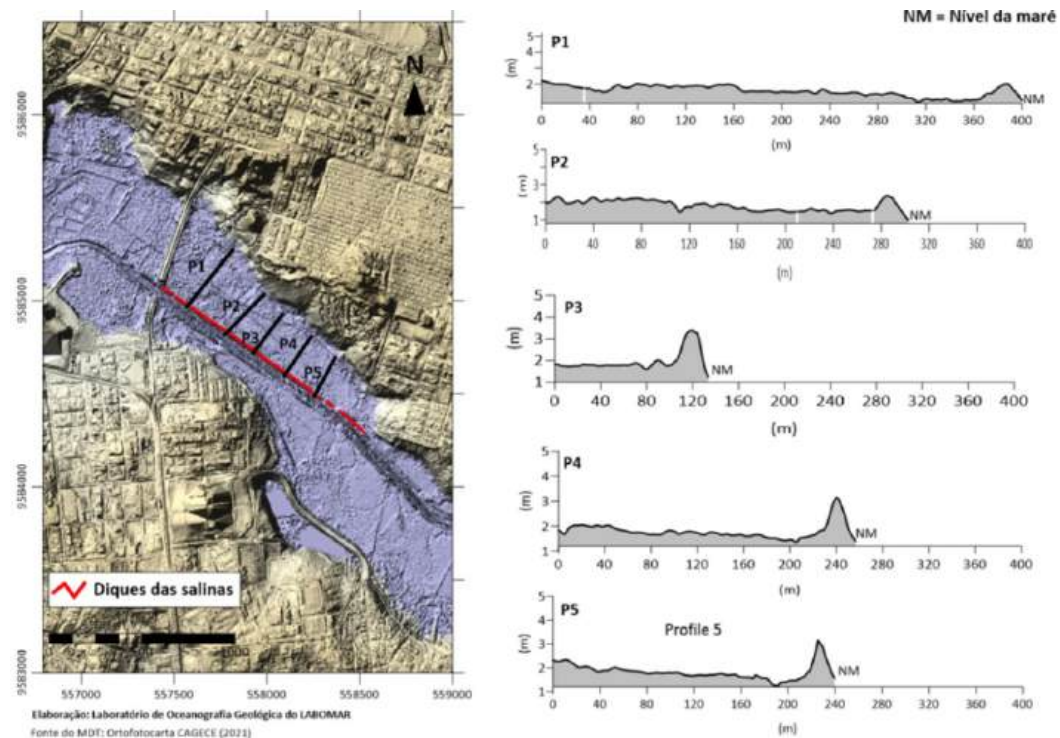 NM = Nível da maré
N
9586000
9585000
9584000
9583000
P1
P2
P3
P4
P5
Diques das salinas
557000 557500 558000 558500 559000
Elaboração: Laboratório de Oceanografia Geológica do LABOMAR
Fonte do MDT: Ortofotocarta CAGECE (2021)
P1
5
4
2
(m)
NM
0 40 80 120 160 200 240 280 320 360 400
(m)
P2
5
3
2
1
(m)
NM
0 40 80 120 160 200 240 280 320 360 400
(m)
P3
5
4
3
2
1
(m)
NM
0 40 80 120 160 200 240 280 320 360 400
(m)
P4
5
4
3
2
1
(m)
NM
0 40 80 120 160 200 240 280 320 360 400
(m)
P5
Profile 5
5
4
3
2
1
(m)
NM
0 40 80 120 160 200 240 280 320 360 400
(m)